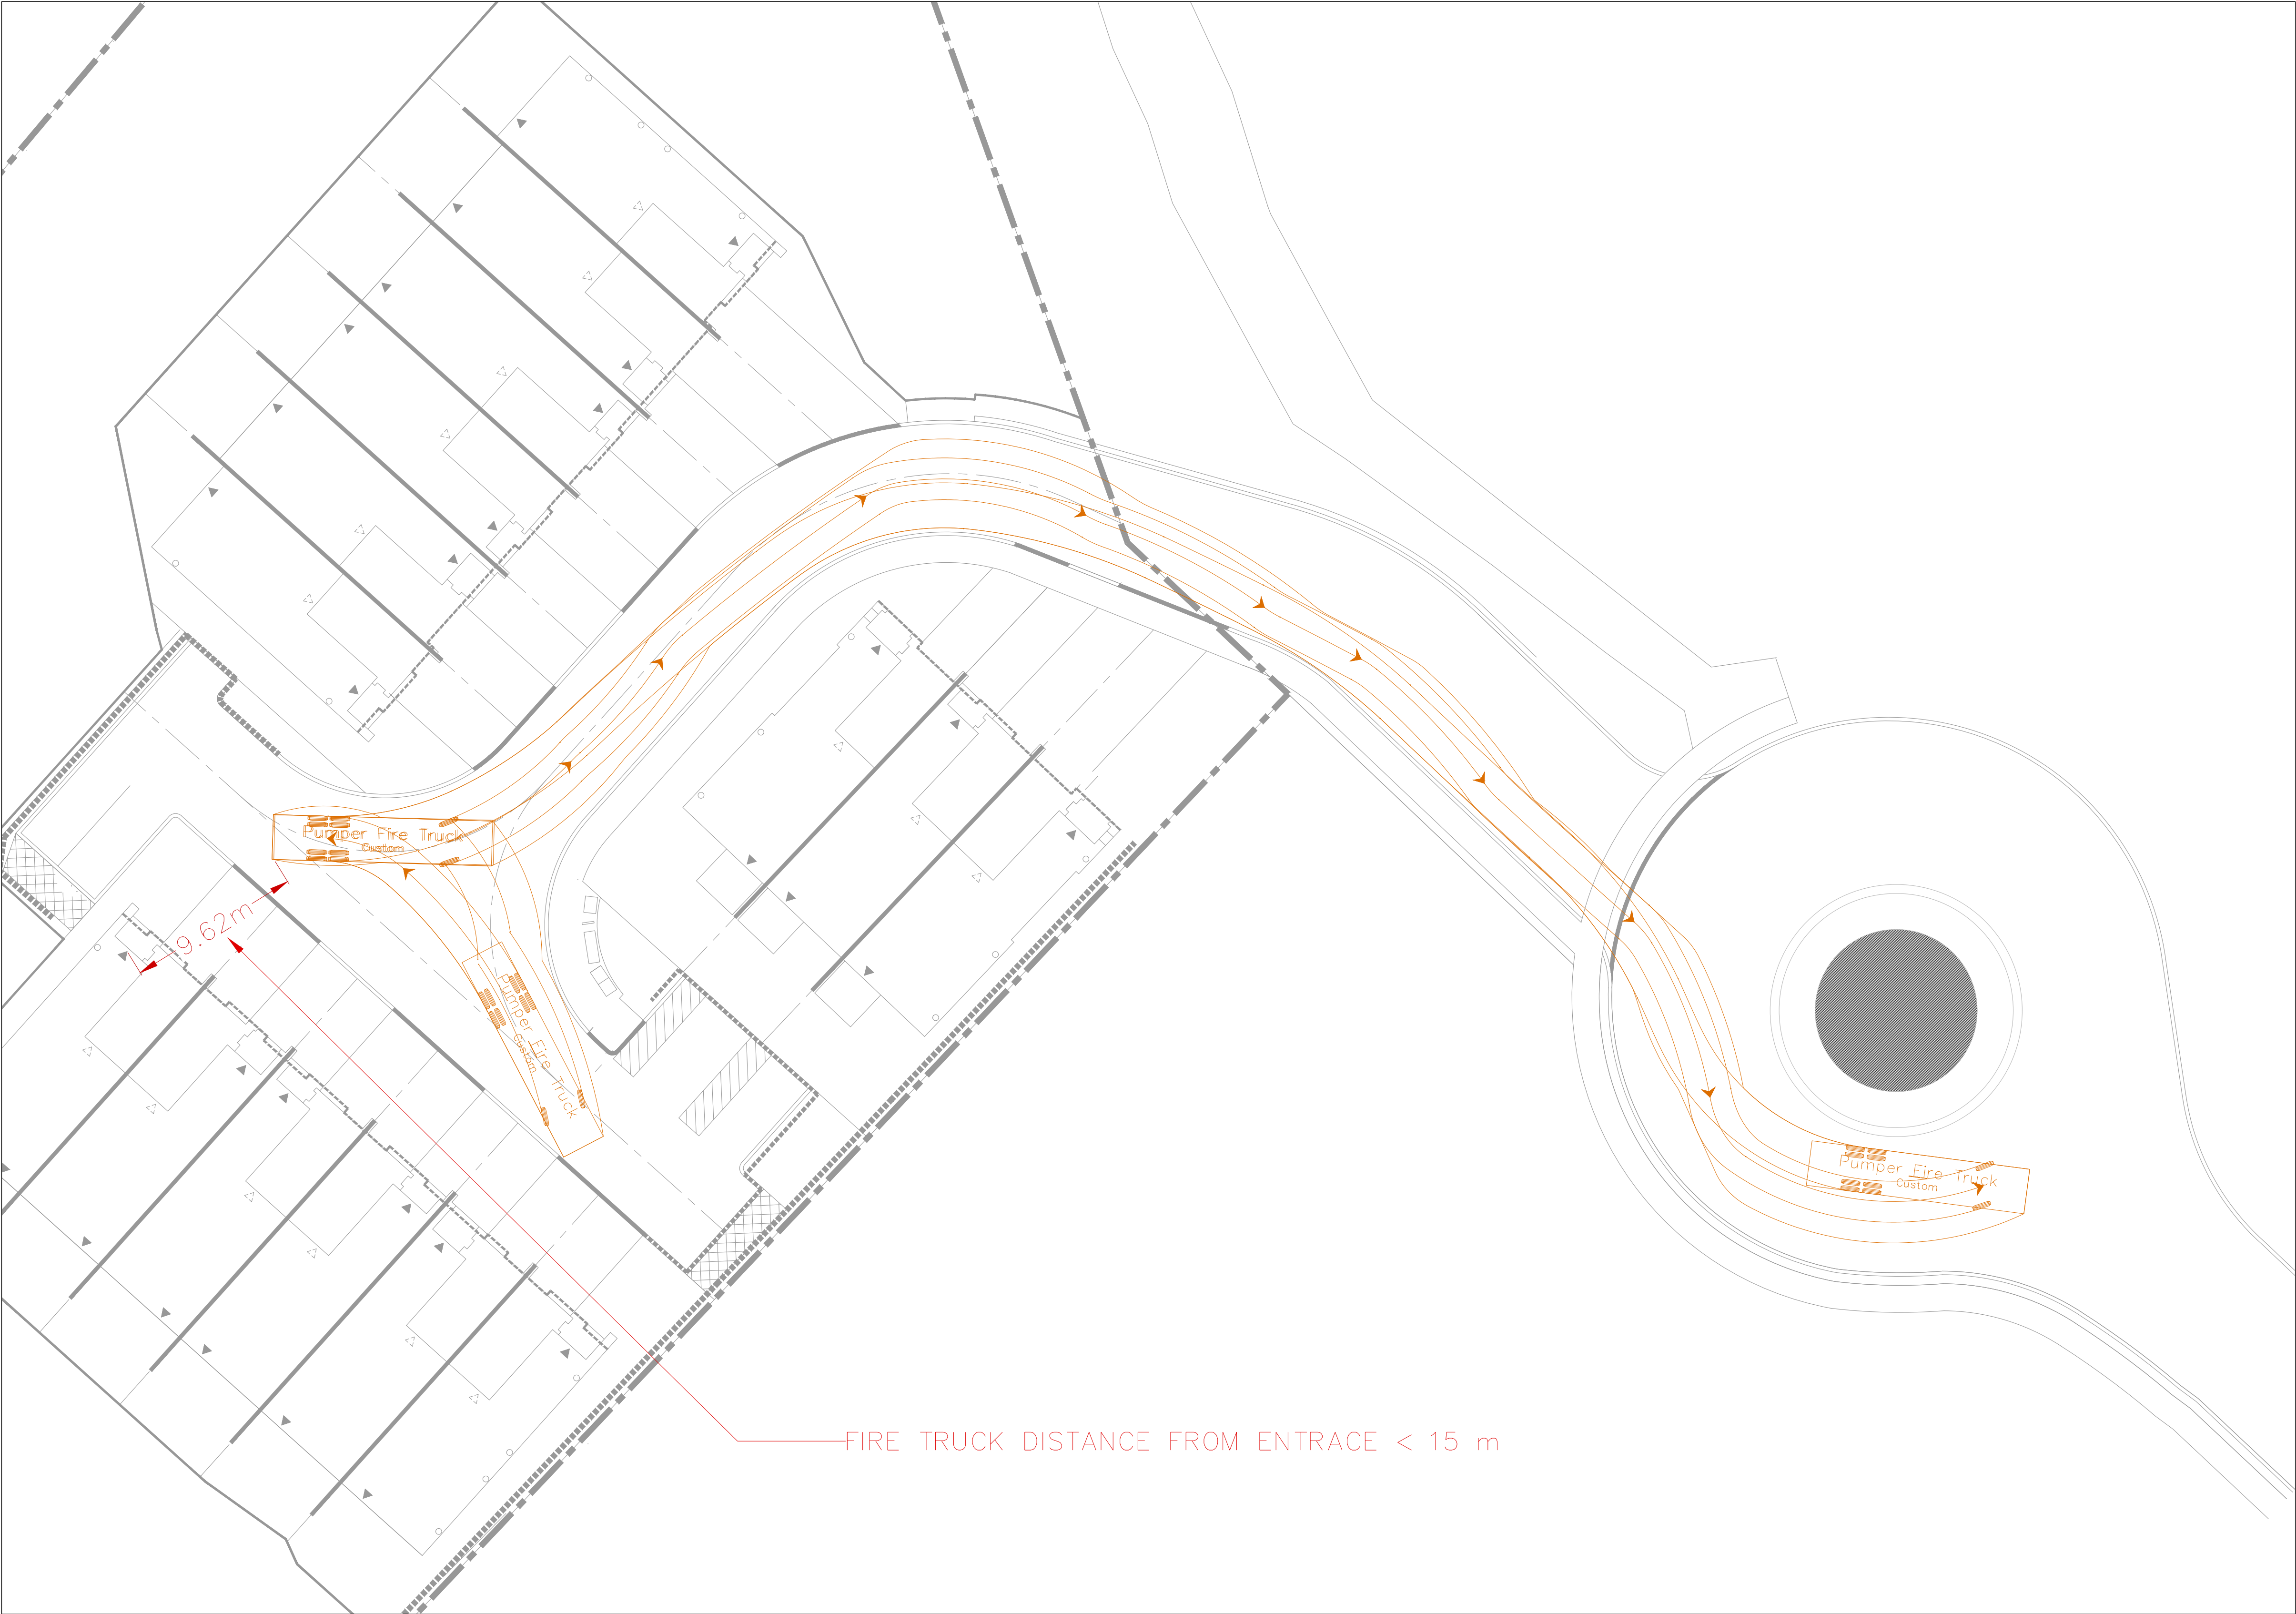 Pumper Fire Truck
Custom
9.62m
Pumper Fire Truck
Custom
Pumper Fire Truck
Custom
FIRE TRUCK DISTANCE FROM ENTRACE < 15 m